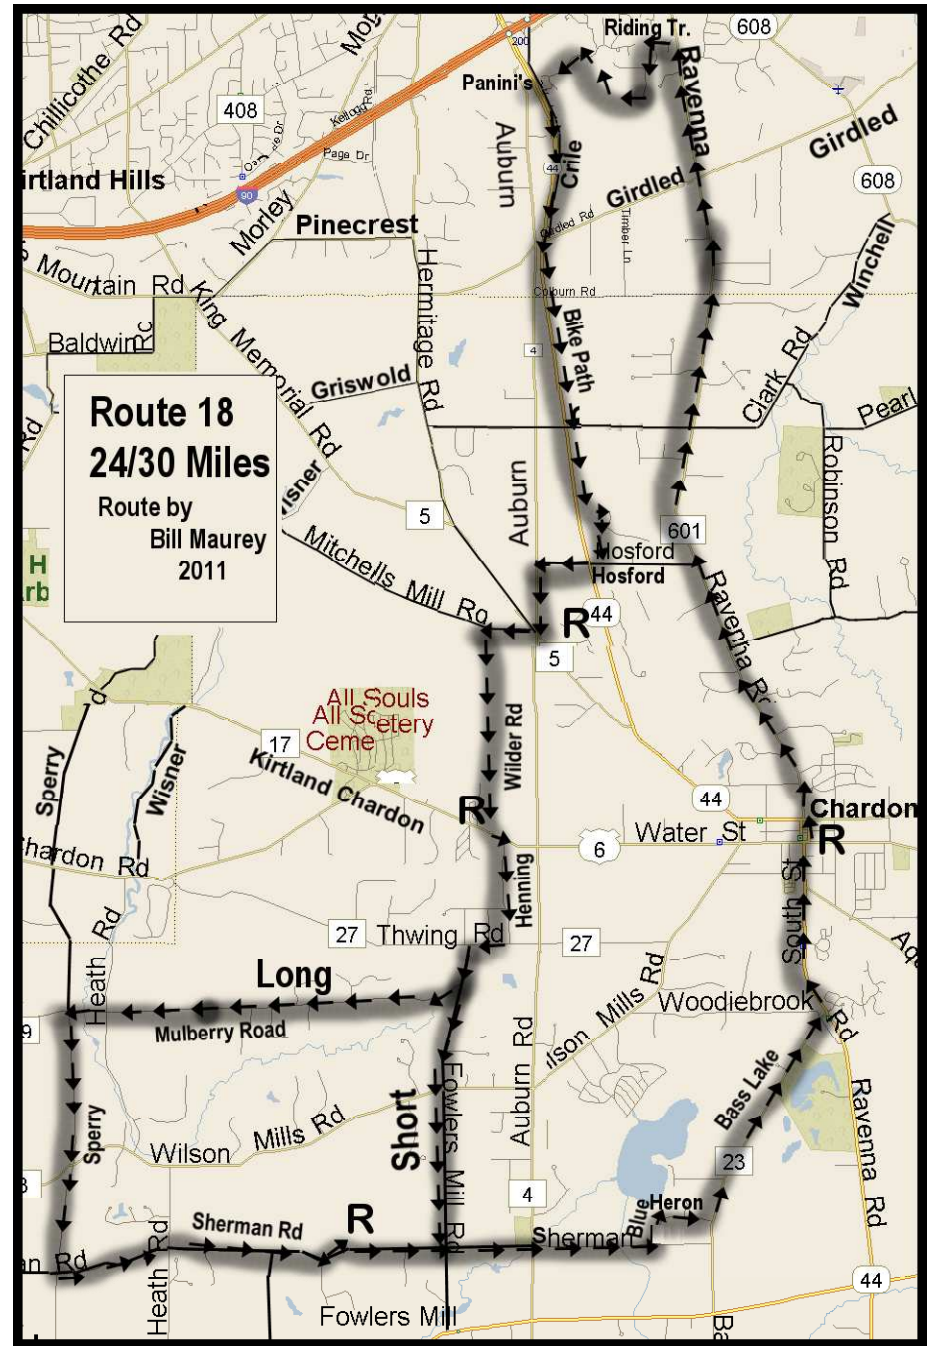 Chillicothe Rd
408
200
Riding Tr.
608
Panini's
Kellogg Rd
Page Dr
Auburn
44
Crile
Ravenna
Girdled
Girdled
608
90
Morley
Pinecrest
Girdled Rd
Timber Ln
Mountain Rd
King Memorial Rd
Hermitage Rd
Colburn Rd
Winchell
Baldwin
Griswold
4
Bike Path
Clark Rd
Pearl
Rd
Route 18
24/30 Miles
Route by
Bill Maurey
2011
5
Auburn
Robinson Rd
601
Mitchells Mill Rd
Hosford
Hosford
R
44
5
Ravenna Rd
All Souls
Wilder Rd
17
Kirtland Chardon
Sperry
Wisner
R
44
Chardon
Water St
R
6
Henning
South St
Rd
Heath Rd
27
Thwing Rd
27
Long
Mulberry Road
Woodiebrook Rd
Auburn Rd
Bass Lake
Ravenna Rd
Sperry
Wilson Mills Rd
Short
Fowlers Mill Rd
23
4
Blue Heron
Sherman Rd
R
Sherman
Rd
Heath Rd
44
Fowlers Mill